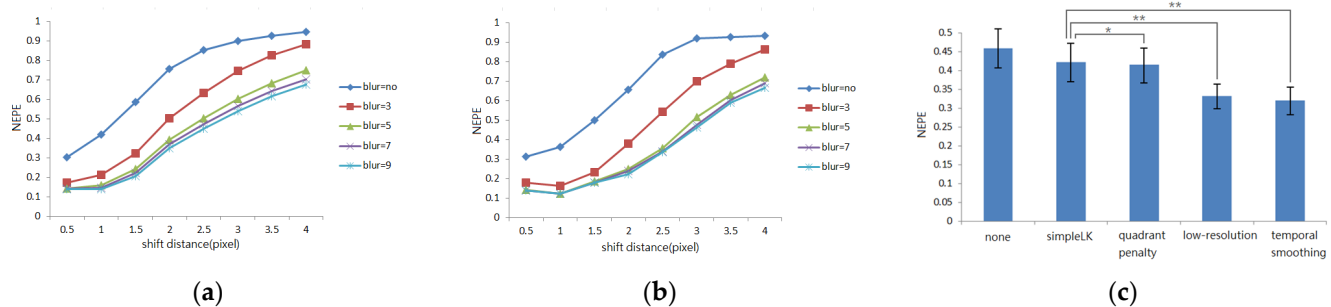 1
0.9
0.8
0.7
0.6
0.5
0.4
0.3
0.2
0.1
0
NEPE
0.5 1 1.5 2 2.5 3 3.5 4
shift distance(pixel)
blur=no
blur=3
blur=5
blur=7
blur=9
(a)
1
0.9
0.8
0.7
0.6
0.5
0.4
0.3
0.2
0.1
0
NEPE
0.5 1 1.5 2 2.5 3 3.5 4
shift distance(pixel)
blur=no
blur=3
blur=5
blur=7
blur=9
(b)
**
**
*
0.5
0.45
0.4
0.35
0.3
0.25
0.2
0.15
0.1
0.05
0
NEPE
none simpleLK quadrant low-resolution temporal
penalty smoothing
(c)